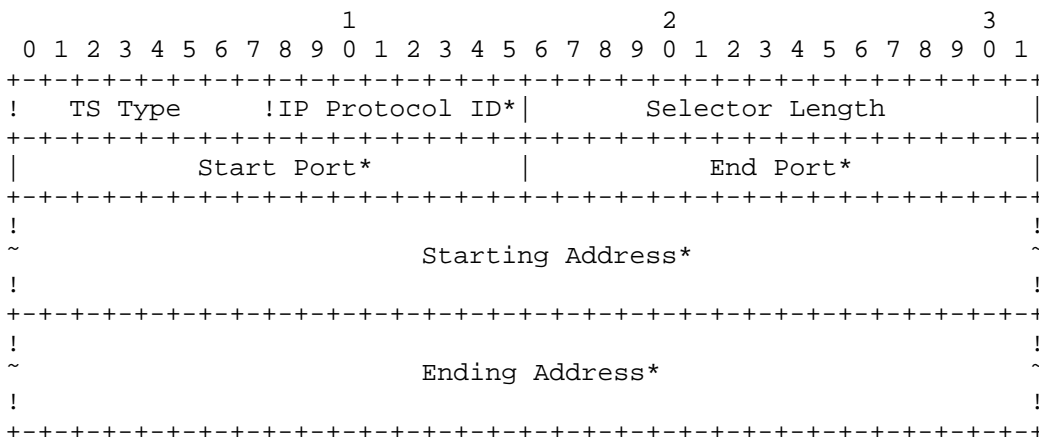 1                   2                   3
 0 1 2 3 4 5 6 7 8 9 0 1 2 3 4 5 6 7 8 9 0 1 2 3 4 5 6 7 8 9 0 1
+-+-+-+-+-+-+-+-+-+-+-+-+-+-+-+-+-+-+-+-+-+-+-+-+-+-+-+-+-+-+-+-+
!   TS Type     !IP Protocol ID*|       Selector Length         |
+-+-+-+-+-+-+-+-+-+-+-+-+-+-+-+-+-+-+-+-+-+-+-+-+-+-+-+-+-+-+-+-+
|           Start Port*         |           End Port*           |
+-+-+-+-+-+-+-+-+-+-+-+-+-+-+-+-+-+-+-+-+-+-+-+-+-+-+-+-+-+-+-+-+
!                                                               !
~                         Starting Address*                     ~
!                                                               !
+-+-+-+-+-+-+-+-+-+-+-+-+-+-+-+-+-+-+-+-+-+-+-+-+-+-+-+-+-+-+-+-+
!                                                               !
~                         Ending Address*                       ~
!                                                               !
+-+-+-+-+-+-+-+-+-+-+-+-+-+-+-+-+-+-+-+-+-+-+-+-+-+-+-+-+-+-+-+-+